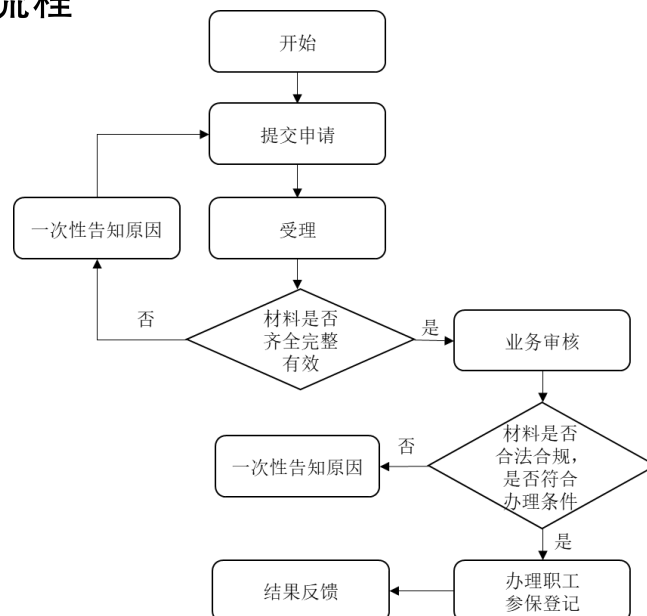 流程
开始
提交申请
一次性告知原因
受理
否
材料是否
齐全完整
有效
是
业务审核
一次性告知原因
否
材料是否
合法合规，
是否符合
办理条件
是
结果反馈
办理职工
参保登记